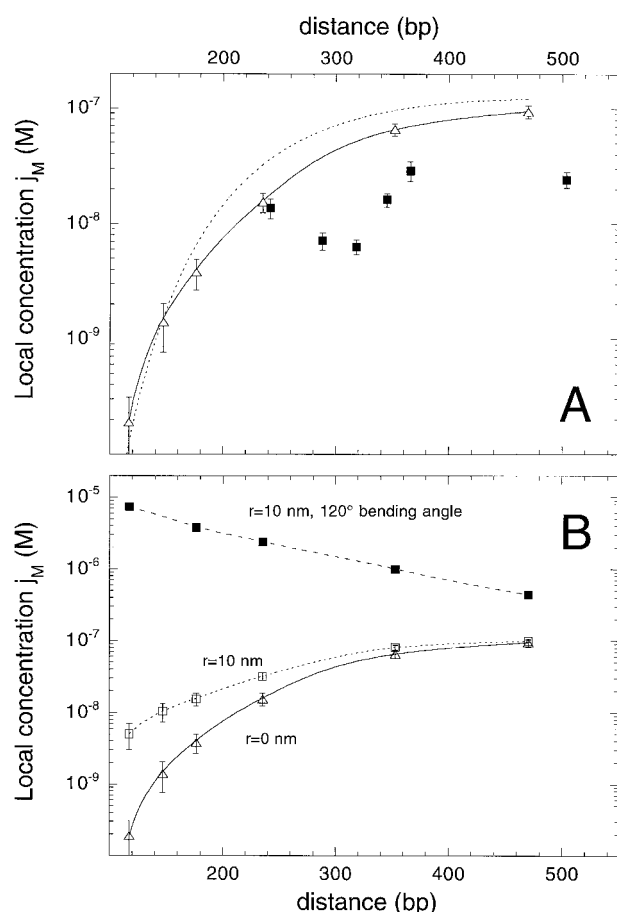 distance (bp)
200 300 400 500
Local concentration j_M (M)
10^-7
10^-8
10^-9
A
Local concentration j_M (M)
10^-5
10^-6
10^-7
10^-8
10^-9
r=10 nm, 120° bending angle
B
r=10 nm
r=0 nm
200 300 400 500
distance (bp)